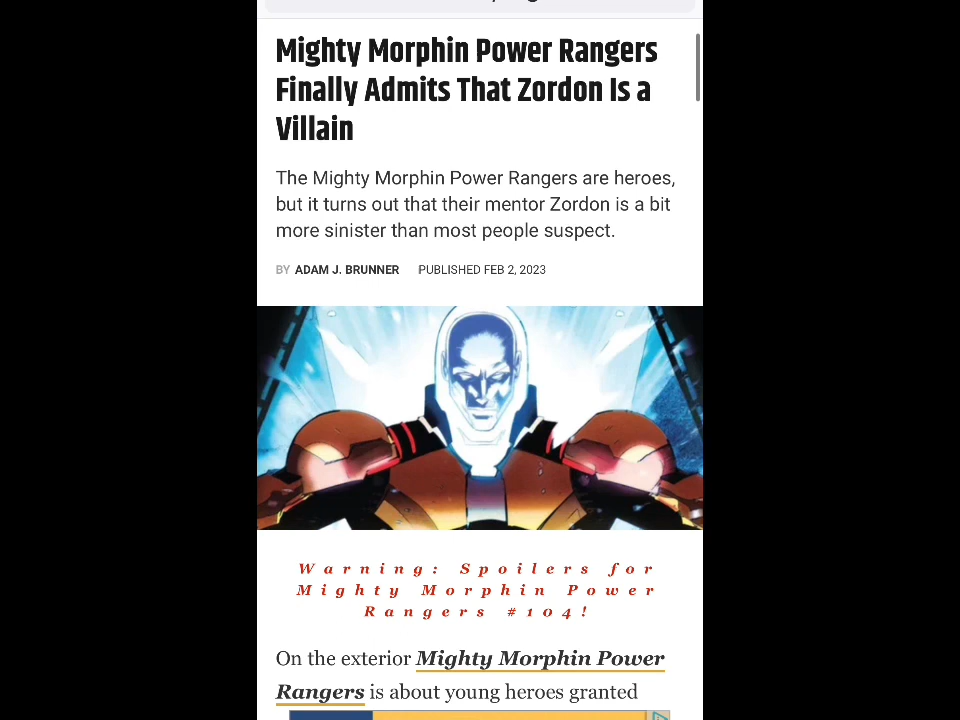 Mighty Morphin Power Rangers
Finally Admits That Zordon Is a
Villain
The Mighty Morphin Power Rangers are heroes,
but it turns out that their mentor Zordon is a bit
more sinister than most people suspect.
BY ADAM J. BRUNNER PUBLISHED FEB 2, 2023
Warning: Spoilers for
Mighty Morphin Power
Rangers #104!
On the exterior Mighty Morphin Power
Rangers is about young heroes granted